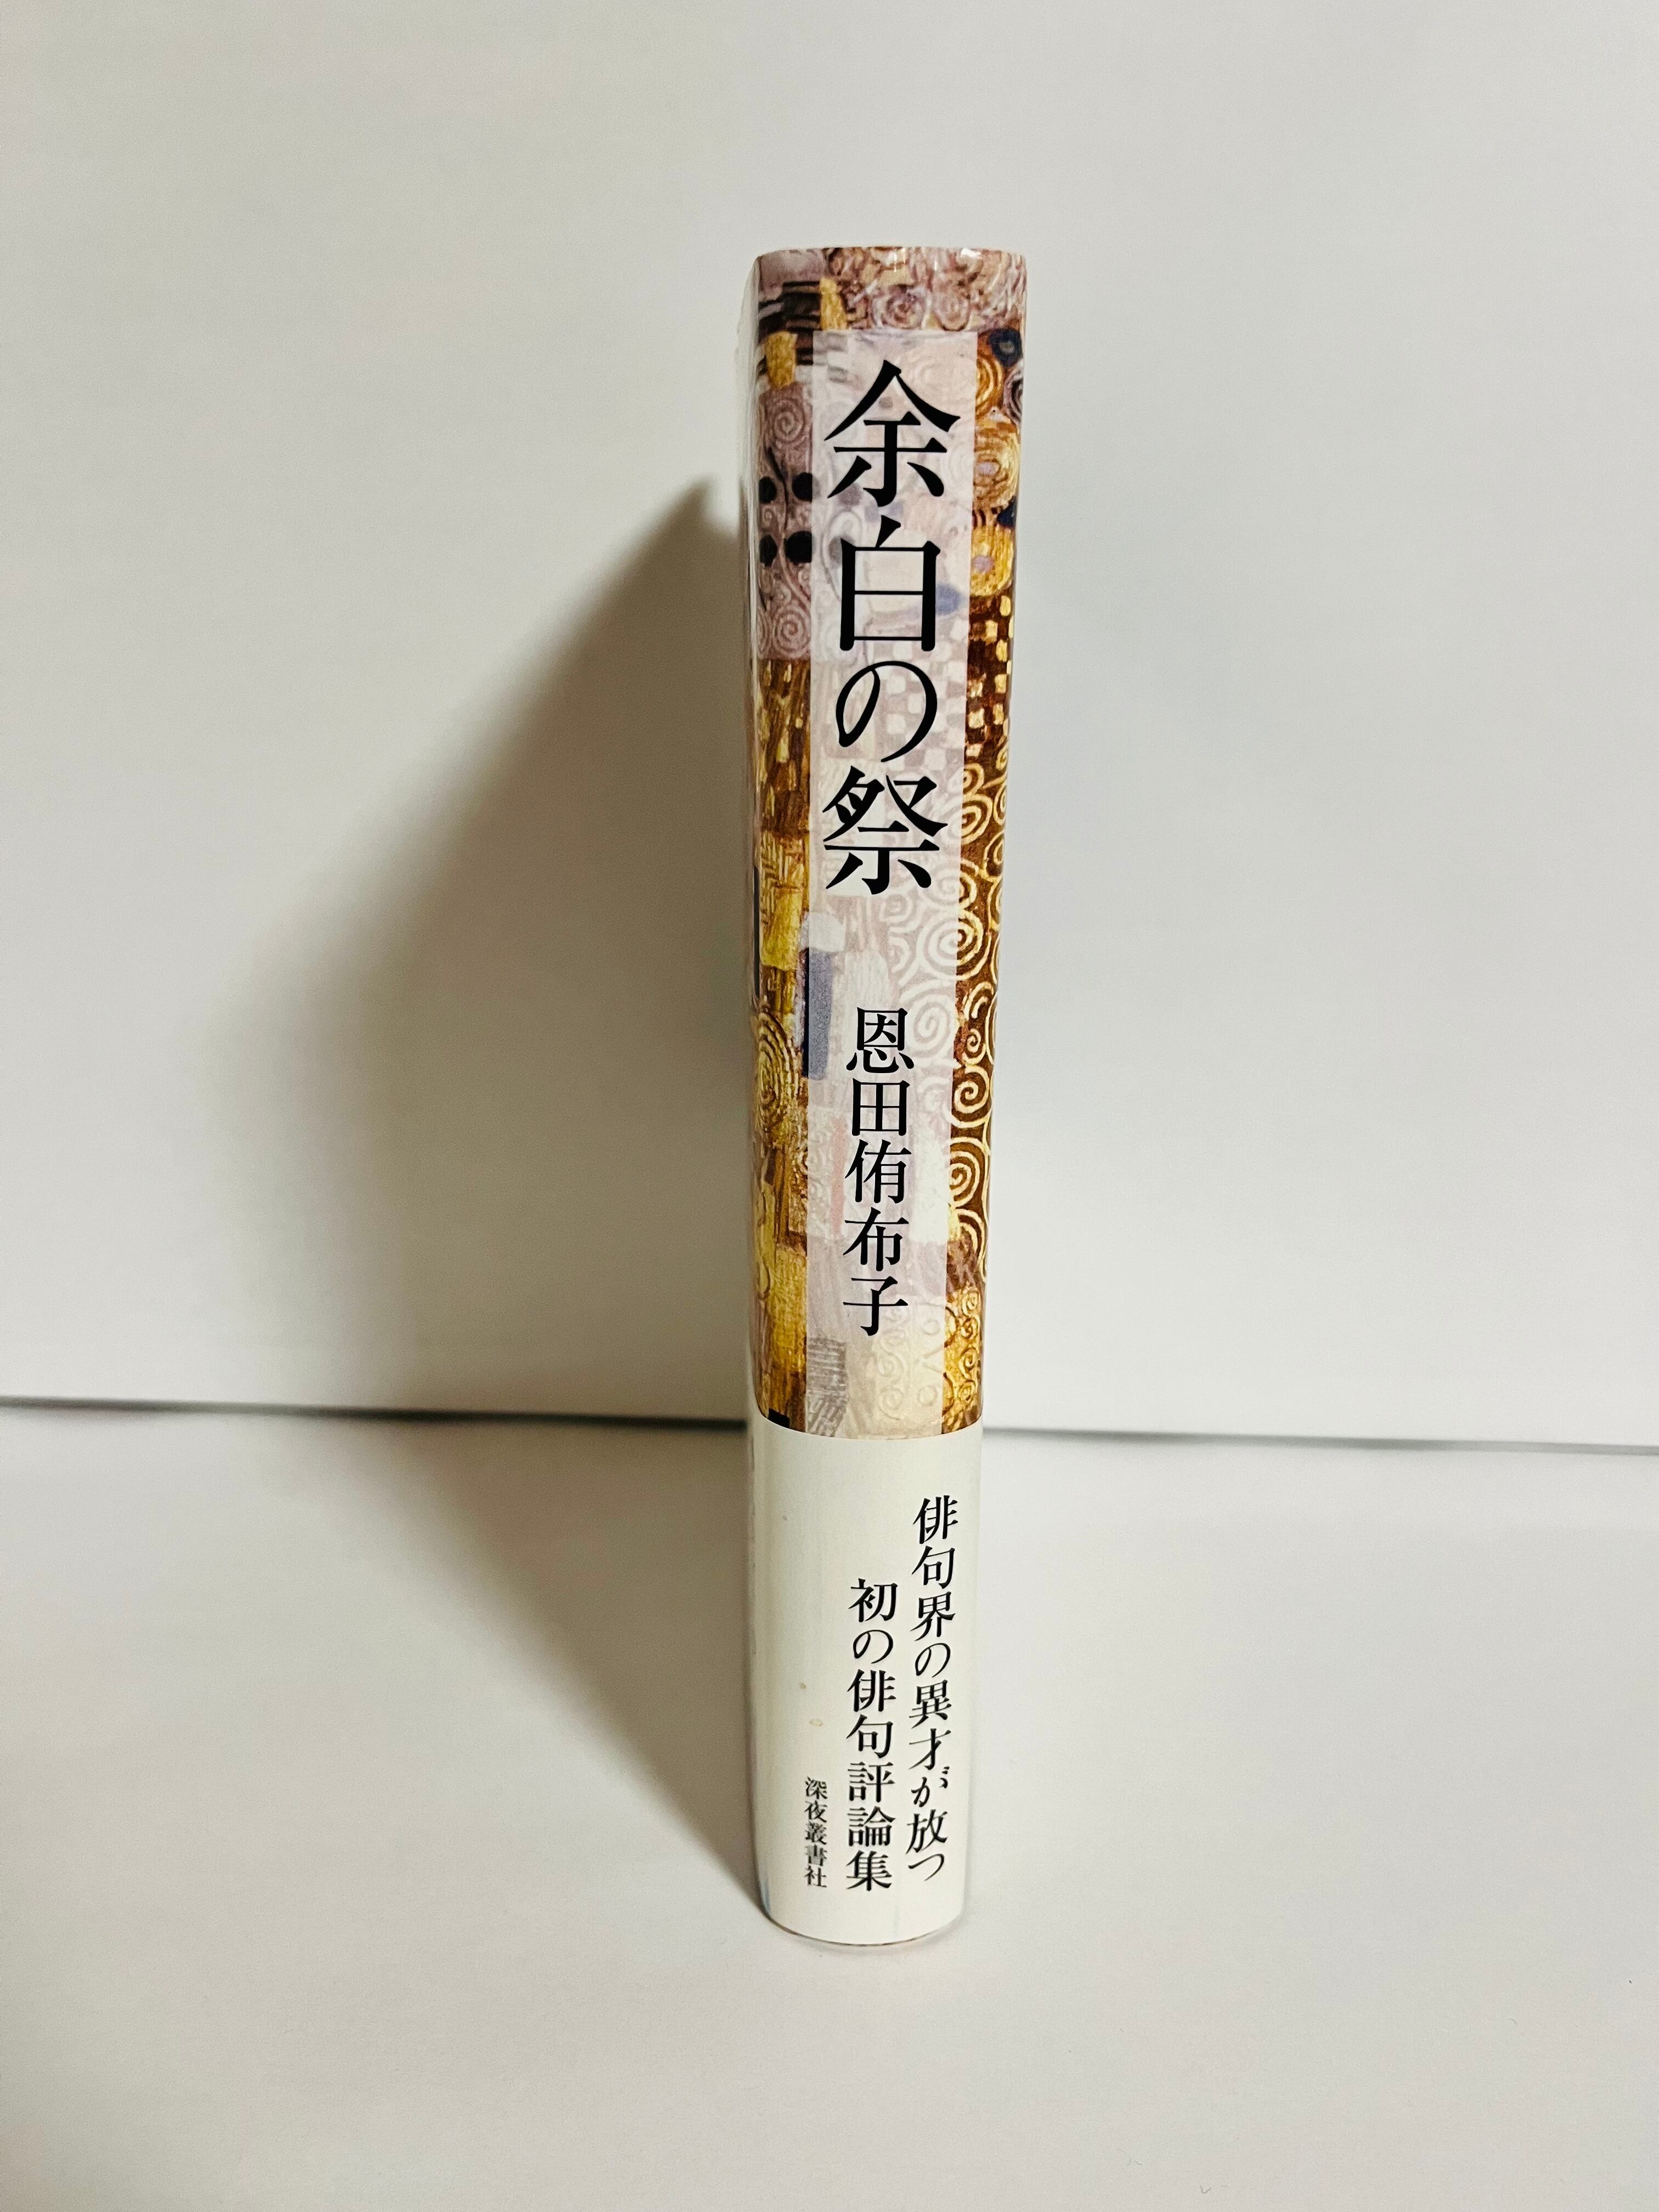 余白の祭
恩田侑布子
俳句界の異才が放つ
初の俳句評論集
深夜叢書社